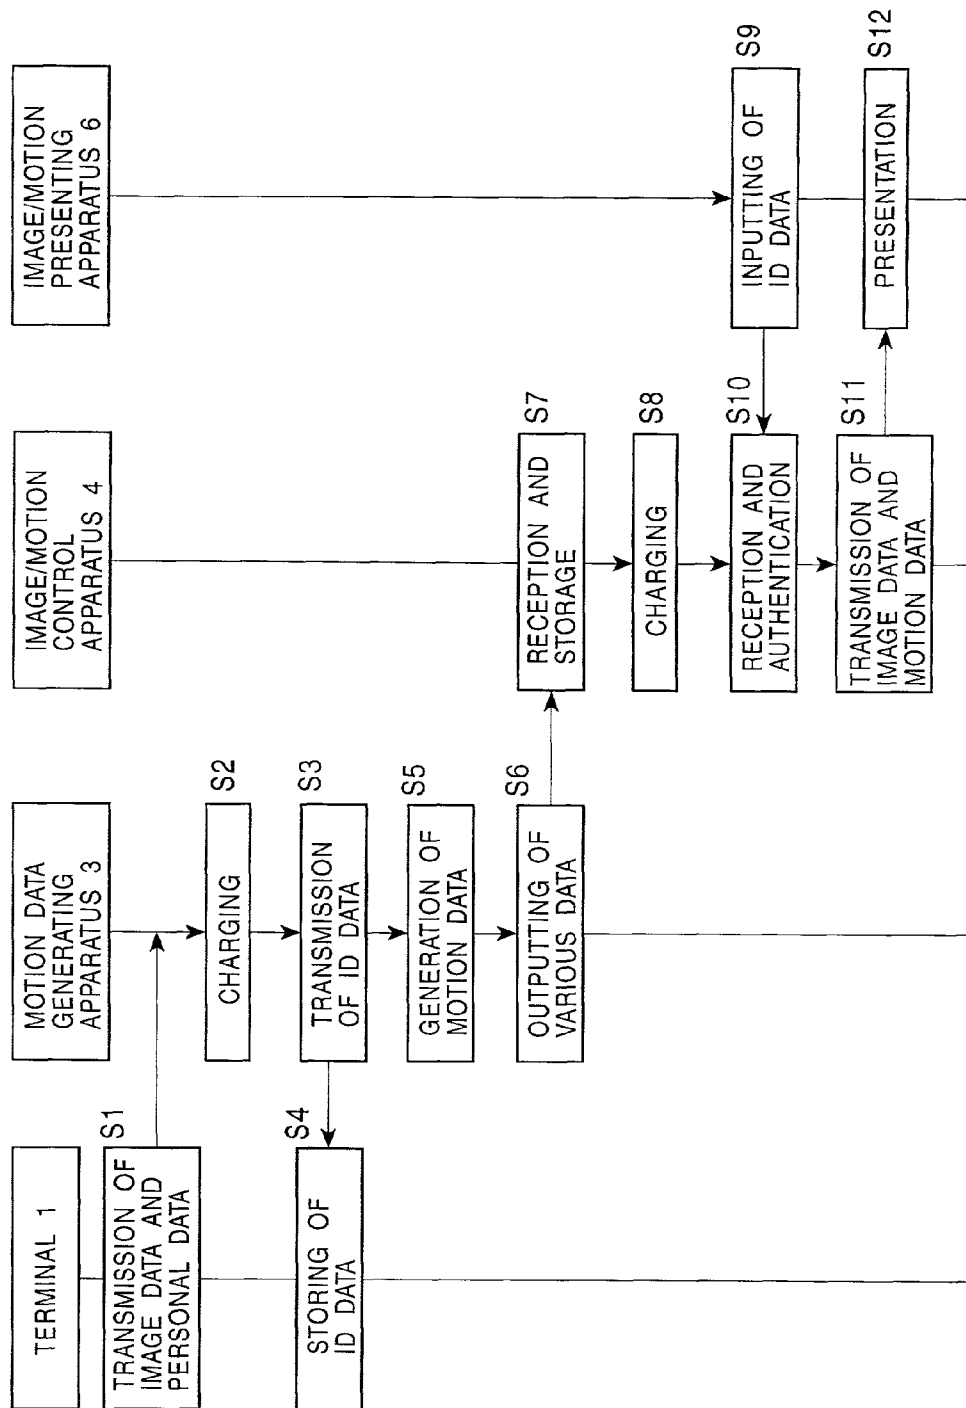 TERMINAL 1
MOTION DATA
GENERATING
APPARATUS 3
IMAGE/MOTION
CONTROL
APPARATUS 4
IMAGE/MOTION
PRESENTING
APPARATUS 6
S1
TRANSMISSION OF
IMAGE DATA AND
PERSONAL DATA
S2
CHARGING
S3
TRANSMISSION
OF ID DATA
S4
STORING OF
ID DATA
S5
GENERATION OF
MOTION DATA
S6
OUTPUTTING OF
VARIOUS DATA
S7
RECEPTION AND
STORAGE
S8
CHARGING
S9
INPUTTING OF
ID DATA
S10
RECEPTION AND
AUTHENTICATION
S11
TRANSMISSION OF
IMAGE DATA AND
MOTION DATA
S12
PRESENTATION